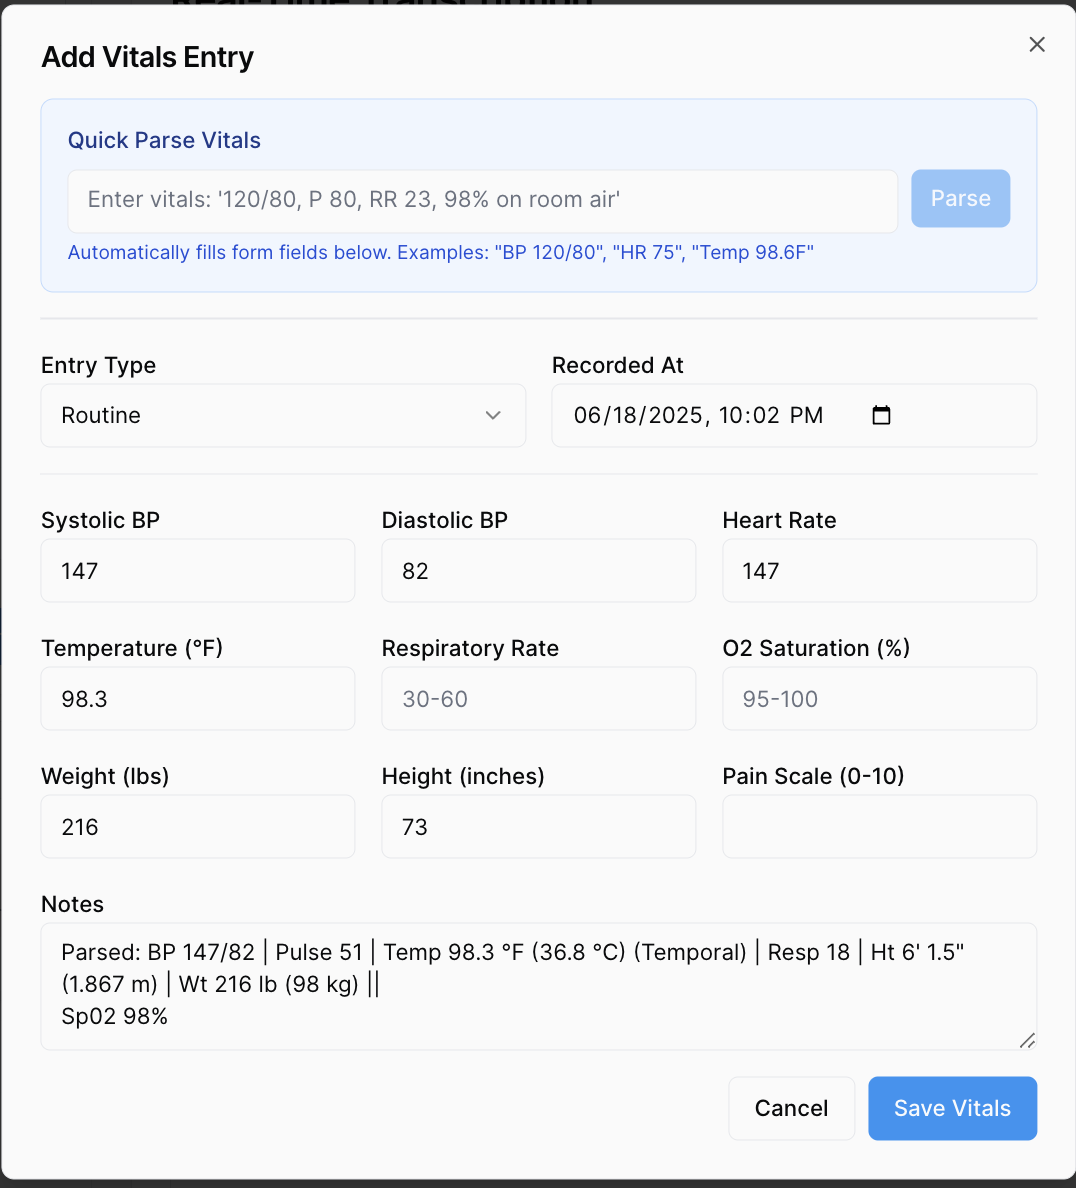 Add Vitals Entry
Quick Parse Vitals
Enter vitals: '120/80, P 80, RR 23, 98% on room air'
Parse
Automatically fills form fields below. Examples: "BP 120/80", "HR 75", "Temp 98.6F"
Entry Type
Recorded At
Routine
06/18/2025, 10:02 PM
Systolic BP
Diastolic BP
Heart Rate
147
82
147
Temperature (°F)
Respiratory Rate
O2 Saturation (%)
98.3
30-60
95-100
Weight (lbs)
Height (inches)
Pain Scale (0-10)
216
73
Notes
Parsed: BP 147/82 | Pulse 51 | Temp 98.3 °F (36.8 °C) (Temporal) | Resp 18 | Ht 6' 1.5"
(1.867 m) | Wt 216 lb (98 kg) ||
Sp02 98%
Cancel
Save Vitals